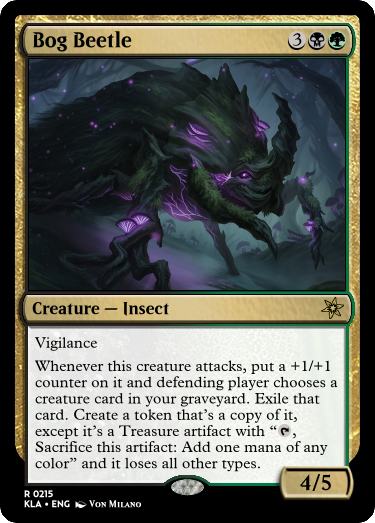 Bog Beetle 3
Creature — Insect
Vigilance
Whenever this creature attacks, put a +1/+1
counter on it and defending player chooses a
creature card in your graveyard. Exile that
card. Create a token that's a copy of it,
except it's a Treasure artifact with “ ,
Sacrifice this artifact: Add one mana of any
color” and it loses all other types.
4/5
R 0215
KLA • ENG Von Milano